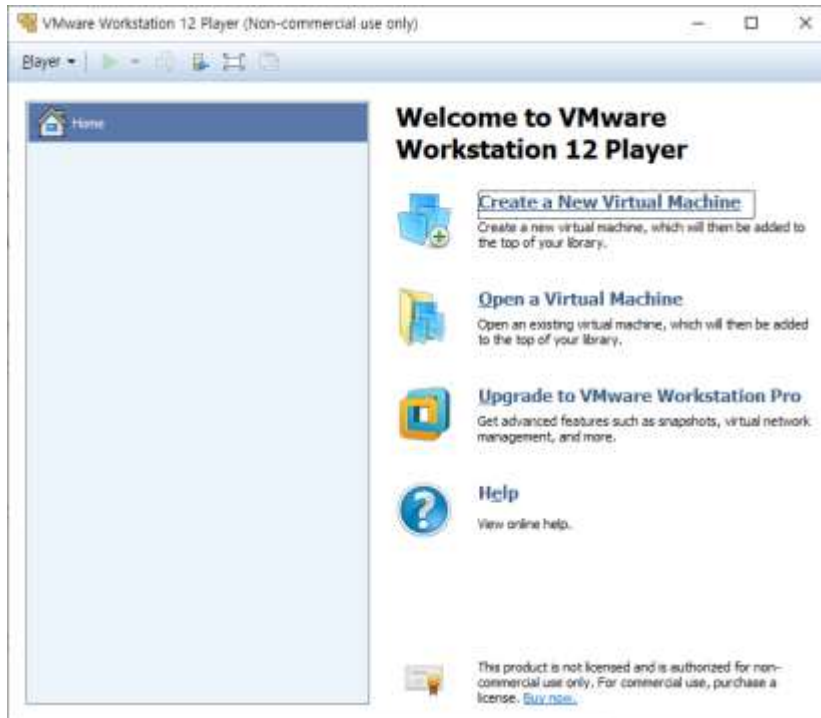 VMware Workstation 12 Player (Non-commercial use only)
Player
Home
Welcome to VMware
Workstation 12 Player
Create a New Virtual Machine
Create a new virtual machine, which will then be added to
the top of your library.
Open a Virtual Machine
Open an existing virtual machine, which will then be added
to the top of your library.
Upgrade to VMware Workstation Pro
Get advanced features such as snapshots, virtual network
management, and more.
Help
View online help.
This product is not licensed and is authorized for non-
commercial use only. For commercial use, purchase a
license. Buy now.